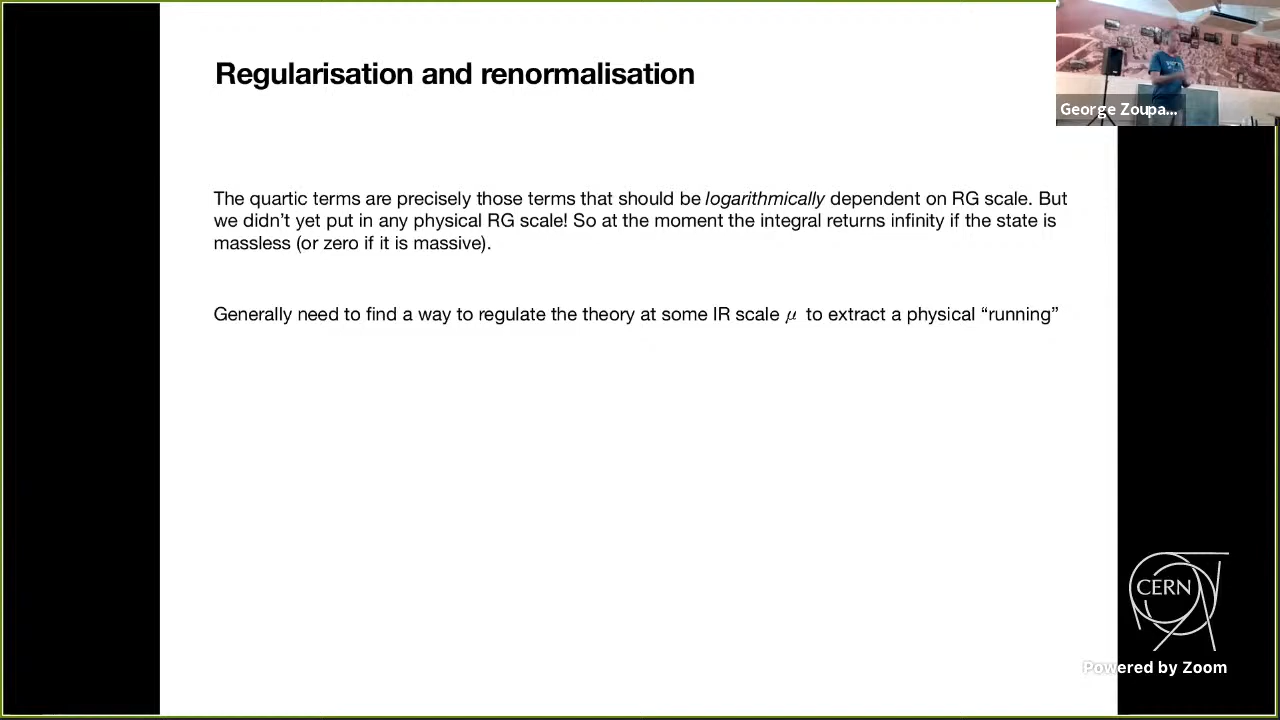 Regularisation and renormalisation
George Zoupa...
The quartic terms are precisely those terms that should be logarithmically dependent on RG scale. But
we didn’t yet put in any physical RG scale! So at the moment the integral returns infinity if the state is
massless (or zero if it is massive).
Generally need to find a way to regulate the theory at some IR scale μ to extract a physical “running”
CERN
Powered by Zoom